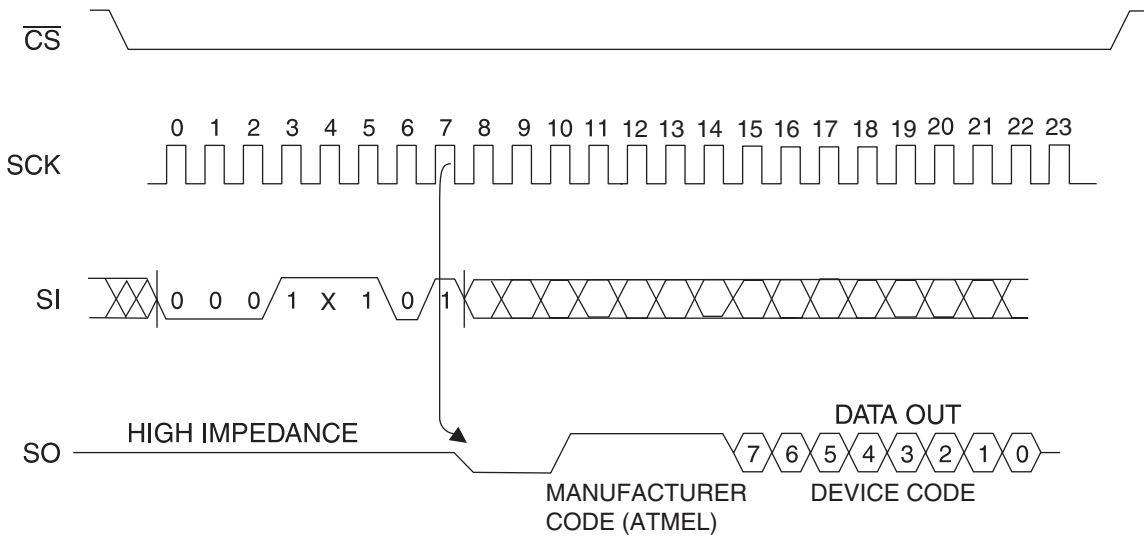 CS
0 1 2 3 4 5 6 7 8 9 10 11 12 13 14 15 16 17 18 19 20 21 22 23
SCK
SI 0 0 0 1 X 1 0 1
DATA OUT
HIGH IMPEDANCE
SO 7 6 5 4 3 2 1 0
MANUFACTURER DEVICE CODE
CODE (ATMEL)